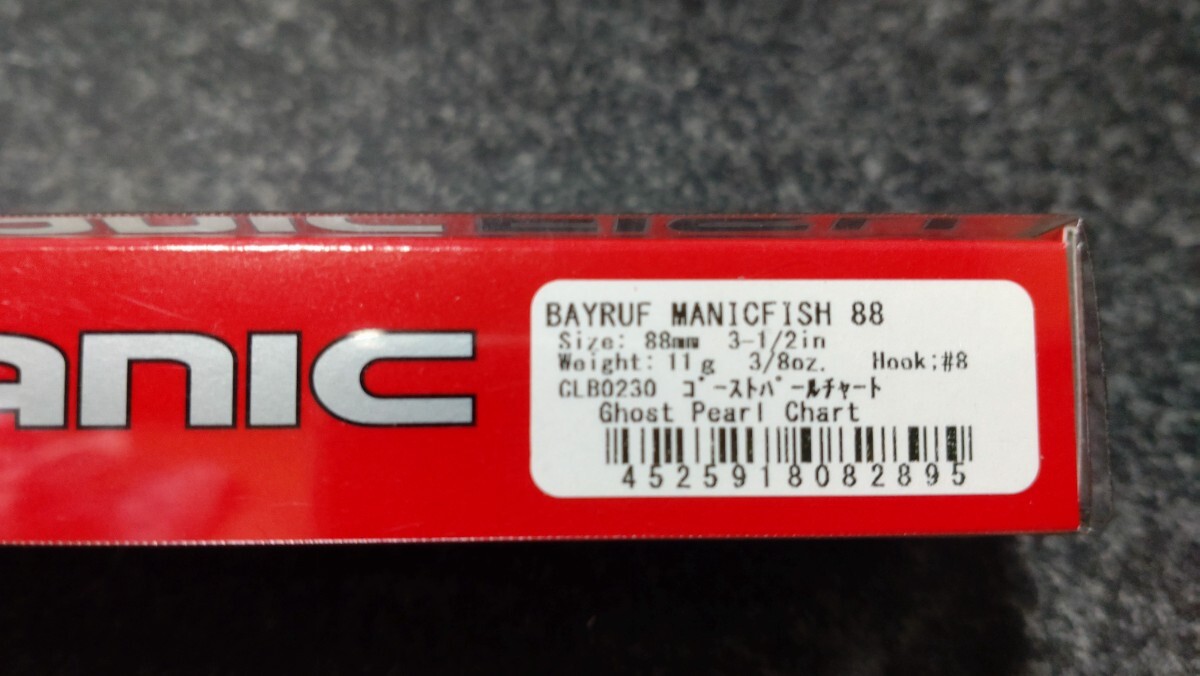 ANIC
BAYRUF MANICFISH 88
Size: 88mm 3-1/2in
Weight: 11g 3/8oz. Hook:#8
CLB0230 ゴーストパールチャート
Ghost Pearl Chart
4525918082895